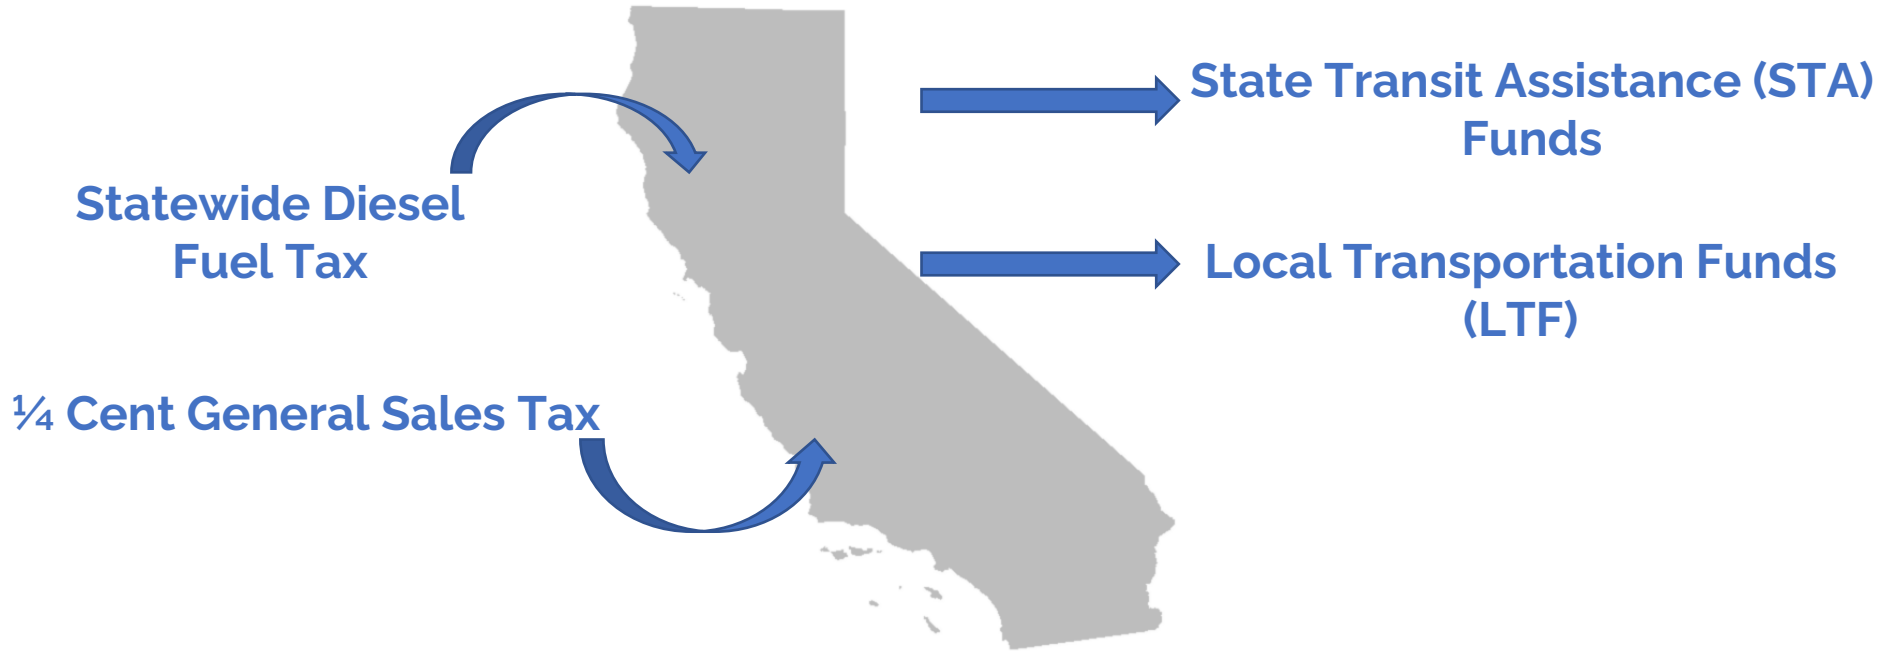 Statewide Diesel
Fuel Tax
¼ Cent General Sales Tax
State Transit Assistance (STA)
Funds
Local Transportation Funds
(LTF)